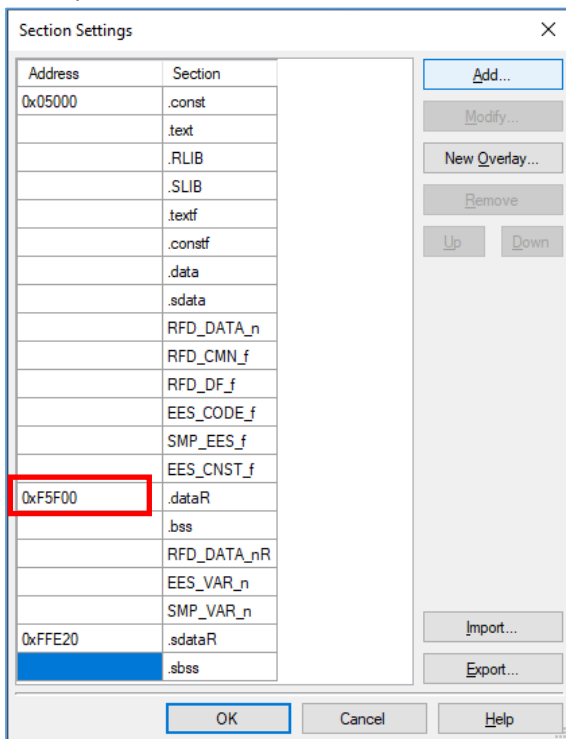 Section Settings
Address Section
0x05000 .const
.text
.RLIB
.SLIB
.textf
.constf
.data
.sdata
RFD_DATA_n
RFD_CMN_f
RFD_DF_f
EES_CODE_f
SMP_EES_f
EES_CNST_f
0xF5F00 .dataR
.bss
RFD_DATA_nR
EES_VAR_n
SMP_VAR_n
0xFFE20 .sdataR
.sbss
Add...
Modify...
New Overlay...
Remove
Up Down
Import...
Export...
OK Cancel Help